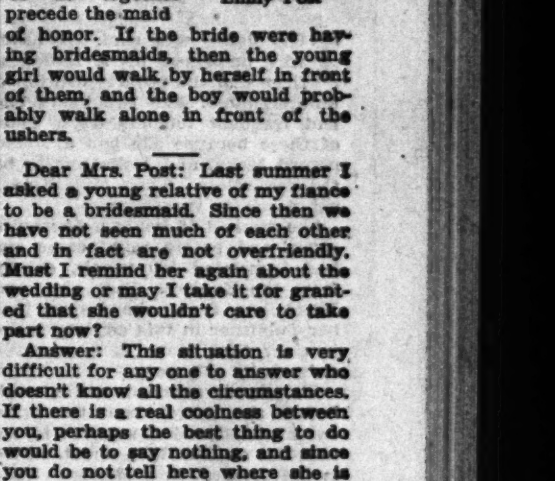 precede the maid
of honor. If the bride were hav-
ing bridesmaids, then the young
girl would walk by herself in front
of them, and the boy would prob-
ably walk alone in front of the
ushers.
Dear Mrs. Post: Last summer I
asked a young relative of my fiance
to be a bridesmaid. Since then we
have not seen much of each other
and in fact are not overfriendly.
Must I remind her again about the
wedding or may I take it for grant-
ed that she wouldn't care to take
part now?
Answer: This situation is very
difficult for any one to answer who
doesn't know all the circumstances.
If there is a real coolness between
you, perhaps the best thing to do
would be to say nothing, and since
you do not tell here where she is